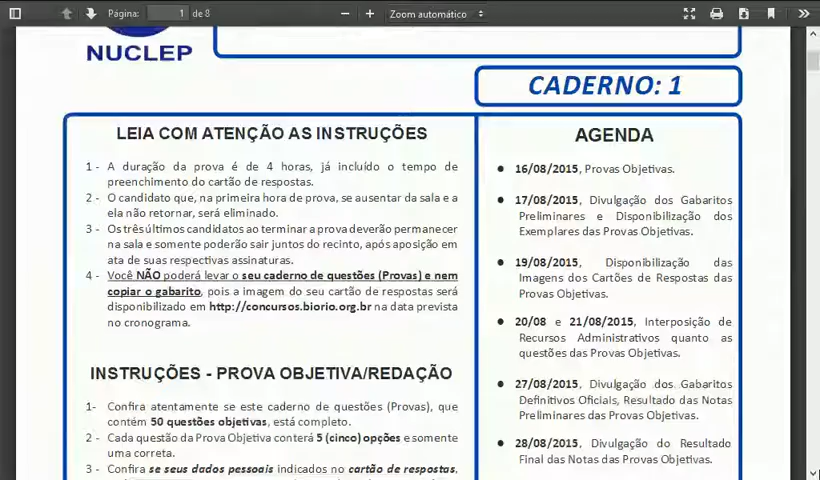 Página: 1 de 8
Zoom automático
NUCLEP
CADERNO: 1
LEIA COM ATENÇÃO AS INSTRUÇÕES
1 - A duração da prova é de 4 horas, já incluído o tempo de
preenchimento do cartão de respostas.
2 - O candidato que, na primeira hora de prova, se ausentar da sala e a
ela não retornar, será eliminado.
3 - Os três últimos candidatos ao terminar a prova deverão permanecer
na sala e somente poderão sair juntos do recinto, após aposição em
ata de suas respectivas assinaturas.
4 - Você NÃO poderá levar o seu caderno de questões (Provas) e nem
copiar o gabarito, pois a imagem do seu cartão de respostas será
disponibilizado em http://concursos.biorio.org.br na data prevista
no cronograma.
INSTRUÇÕES - PROVA OBJETIVA/REDAÇÃO
1- Confira atentamente se este caderno de questões (Provas), que
contém 50 questões objetivas, está completo.
2 - Cada questão da Prova Objetiva conterá 5 (cinco) opções e somente
uma correta.
3 - Confira se seus dados pessoais indicados no cartão de respostas,
AGENDA
● 16/08/2015, Provas Objetivas.
● 17/08/2015, Divulgação dos Gabaritos
Preliminares e Disponibilização dos
Exemplares das Provas Objetivas.
● 19/08/2015, Disponibilização das
Imagens dos Cartões de Respostas das
Provas Objetivas.
● 20/08 e 21/08/2015, Interposição de
Recursos Administrativos quanto as
questões das Provas Objetivas.
● 27/08/2015, Divulgação dos Gabaritos
Definitivos Oficiais, Resultado das Notas
Preliminares das Provas Objetivas.
● 28/08/2015, Divulgação do Resultado
Final das Notas das Provas Objetivas.